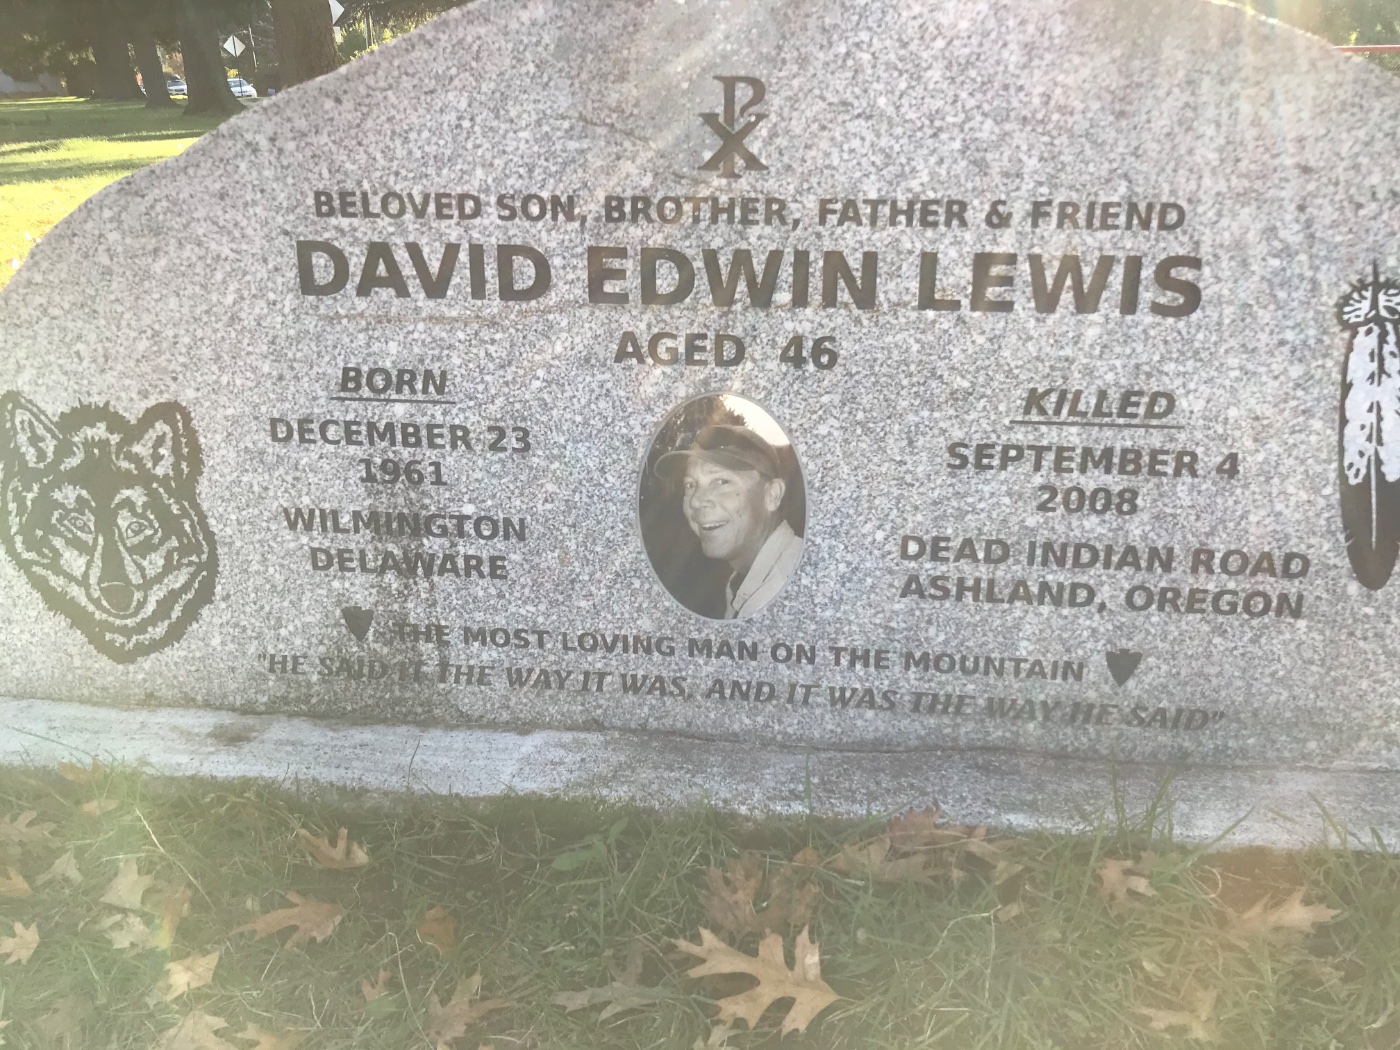 BELOVED SON, BROTHER, FATHER & FRIEND
DAVID EDWIN LEWIS
AGED 46
BORN
DECEMBER 23
1961
WILMINGTON
DELAWARE
KILLED
SEPTEMBER 4
2008
DEAD INDIAN ROAD
ASHLAND, OREGON
THE MOST LOVING MAN ON THE MOUNTAIN
"HE SAID IT THE WAY IT WAS, AND IT WAS THE WAY HE SAID"